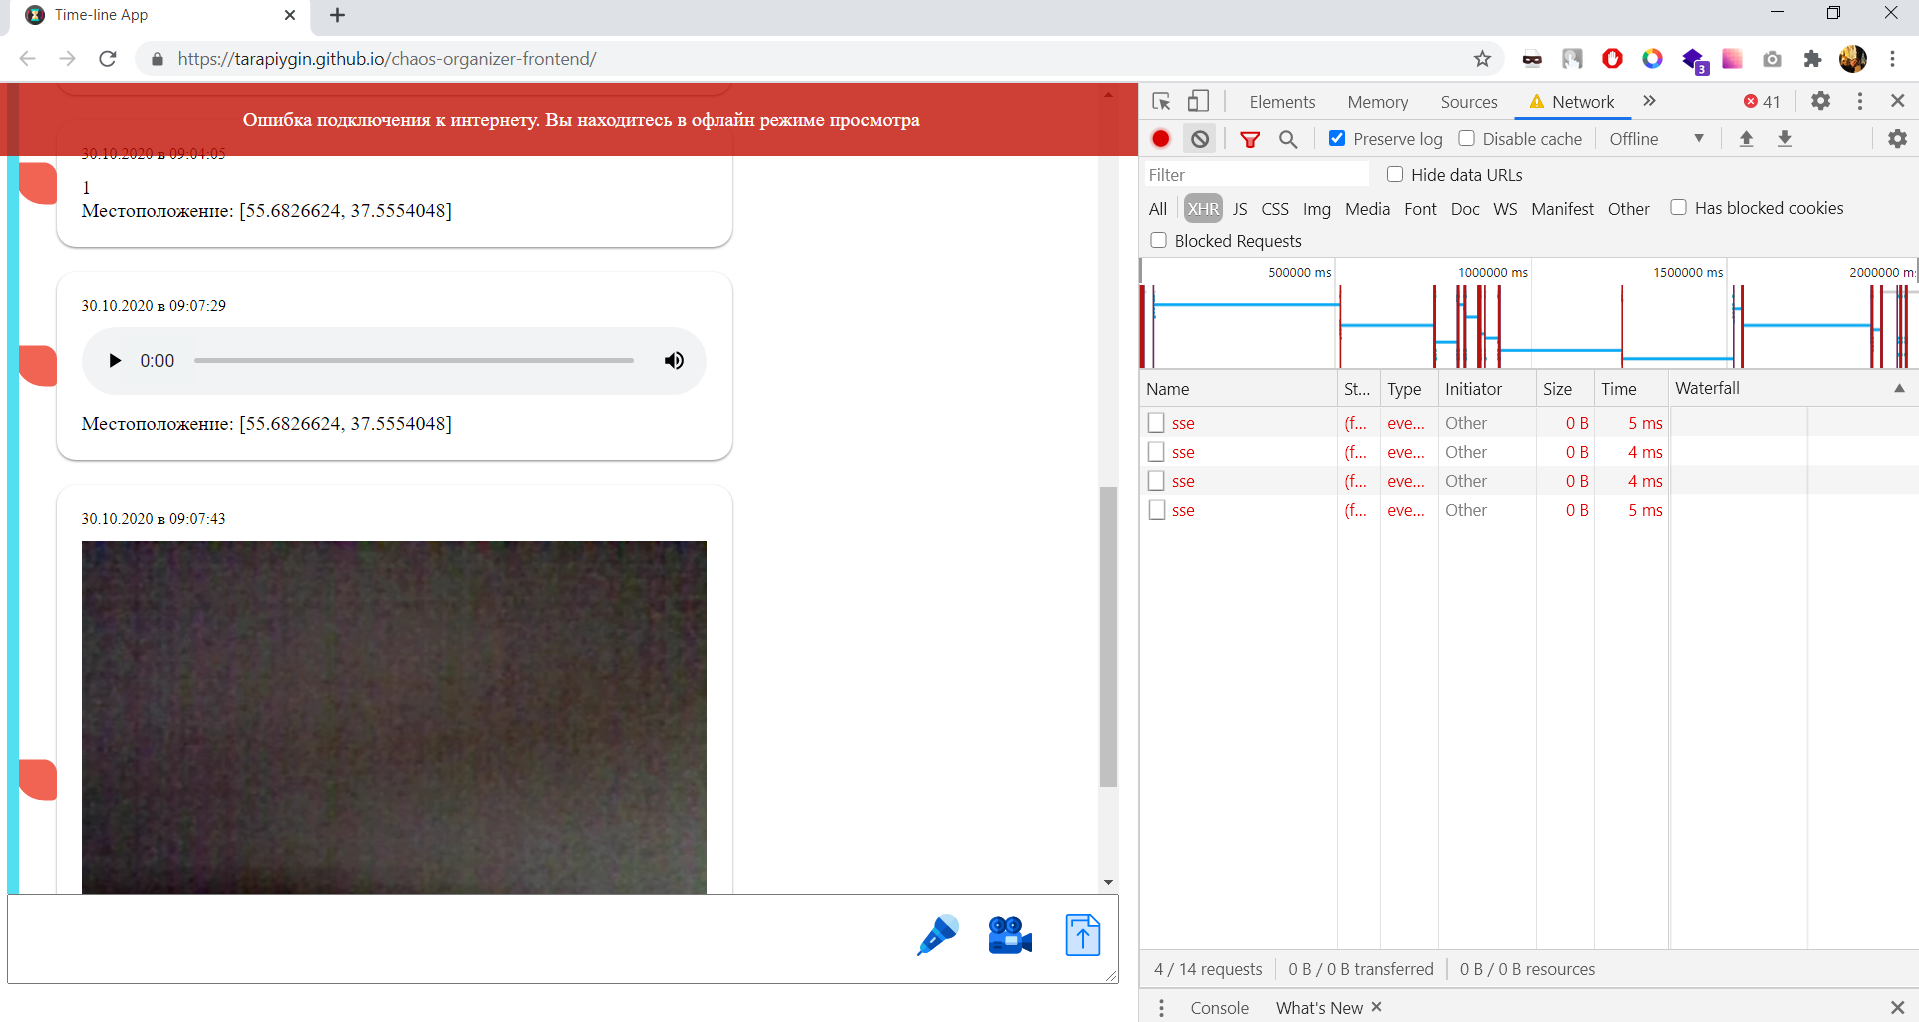 Time-line App
https://tarapiygin.github.io/chaos-organizer-frontend/
3
Ошибка подключения к интернету. Вы находитесь в офлайн режиме просмотра
30.10.2020 в 09:04:05
1
Местоположение: [55.6826624, 37.5554048]
30.10.2020 в 09:07:29
0:00
Местоположение: [55.6826624, 37.5554048]
30.10.2020 в 09:07:43
Elements Memory Sources Network 41
Preserve log Disable cache Offline
Filter Hide data URLs
All XHR JS CSS Img Media Font Doc WS Manifest Other Has blocked cookies
Blocked Requests
500000 ms 1000000 ms 1500000 ms 2000000 m
Name St... Type Initiator Size Time Waterfall
sse (f... eve... Other 0 B 5 ms
sse (f... eve... Other 0 B 4 ms
sse (f... eve... Other 0 B 4 ms
sse (f... eve... Other 0 B 5 ms
4 / 14 requests 0 B / 0 B transferred 0 B / 0 B resources
Console What's New